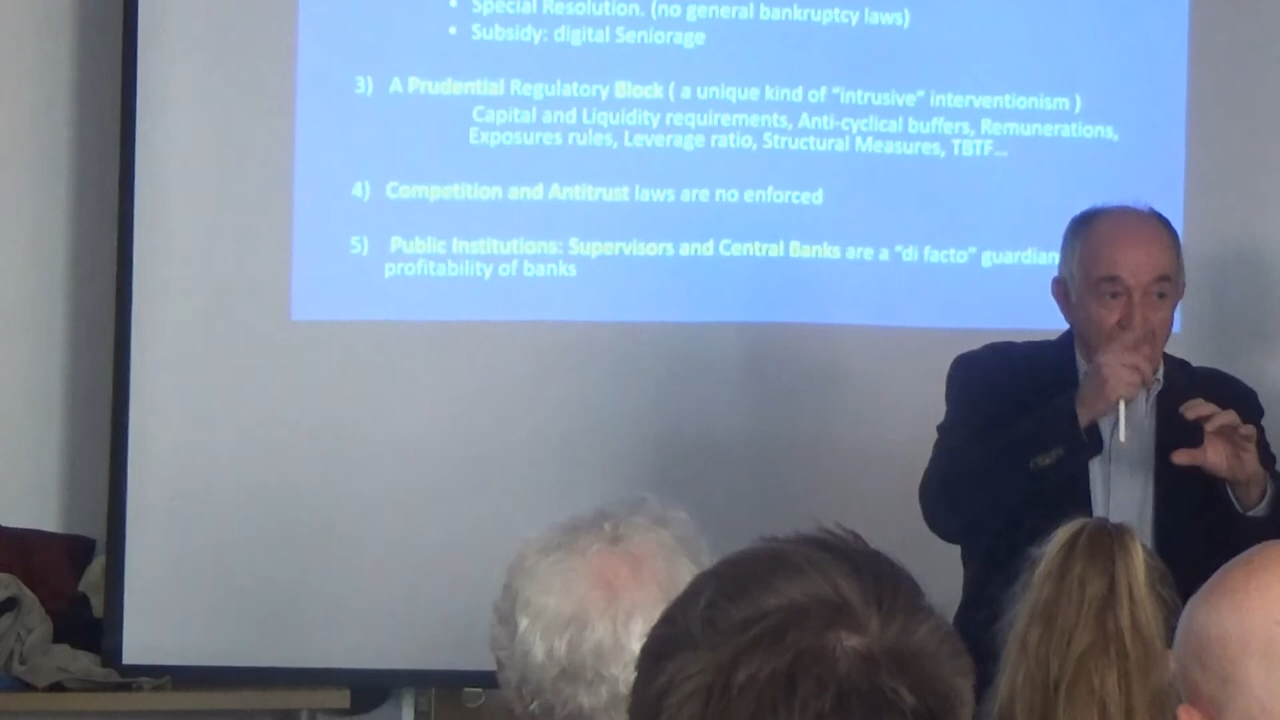 • Special Resolution. (no general bankruptcy laws)
• Subsidy: digital Seniorage
3) A Prudential Regulatory Block ( a unique kind of "intrusive" interventionism )
Capital and Liquidity requirements, Anti-cyclical buffers, Remunerations,
Exposures rules, Leverage ratio, Structural Measures, TBTF...
4) Competition and Antitrust laws are no enforced
5) Public Institutions: Supervisors and Central Banks are a "di facto" guardian
profitability of banks